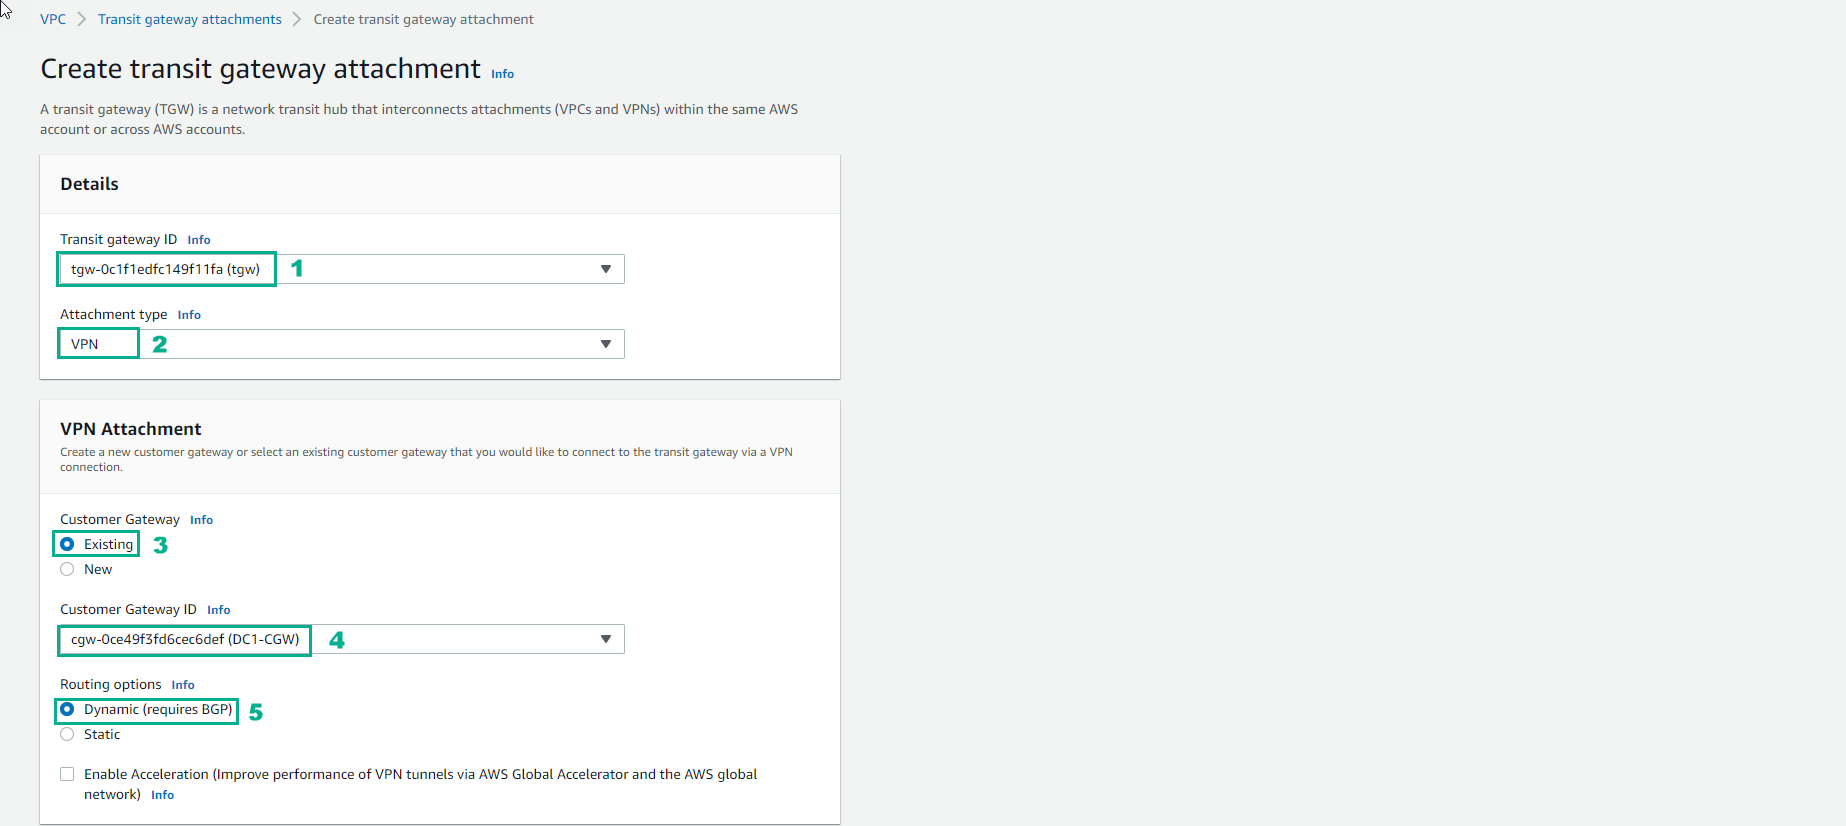 VPC > Transit gateway attachments > Create transit gateway attachment
Create transit gateway attachment Info
A transit gateway (TGW) is a network transit hub that interconnects attachments (VPCs and VPNs) within the same AWS
account or across AWS accounts.
Details
Transit gateway ID Info
tgw-0c1f1edfc149f11fa (tgw) 1
Attachment type Info
VPN 2
VPN Attachment
Create a new customer gateway or select an existing customer gateway that you would like to connect to the transit gateway via a VPN
connection.
Customer Gateway Info
Existing 3
New
Customer Gateway ID Info
cgw-0ce49f3fd6cec6def (DC1-CGW) 4
Routing options Info
Dynamic (requires BGP) 5
Static
Enable Acceleration (Improve performance of VPN tunnels via AWS Global Accelerator and the AWS global
network) Info